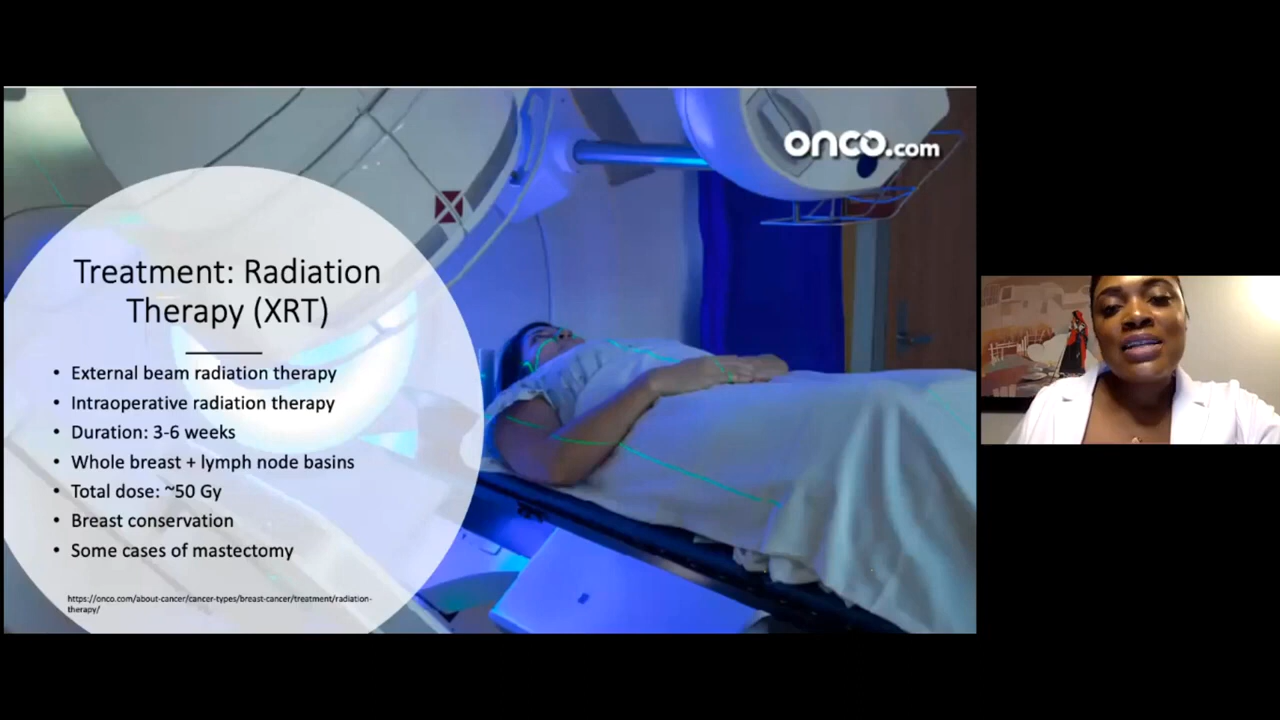 onco.com
Treatment: Radiation
Therapy (XRT)
• External beam radiation therapy
• Intraoperative radiation therapy
• Duration: 3-6 weeks
• Whole breast + lymph node basins
• Total dose: ~50 Gy
• Breast conservation
• Some cases of mastectomy
https://onco.com/about-cancer/cancer-types/breast-cancer/treatment/radiation-
therapy/